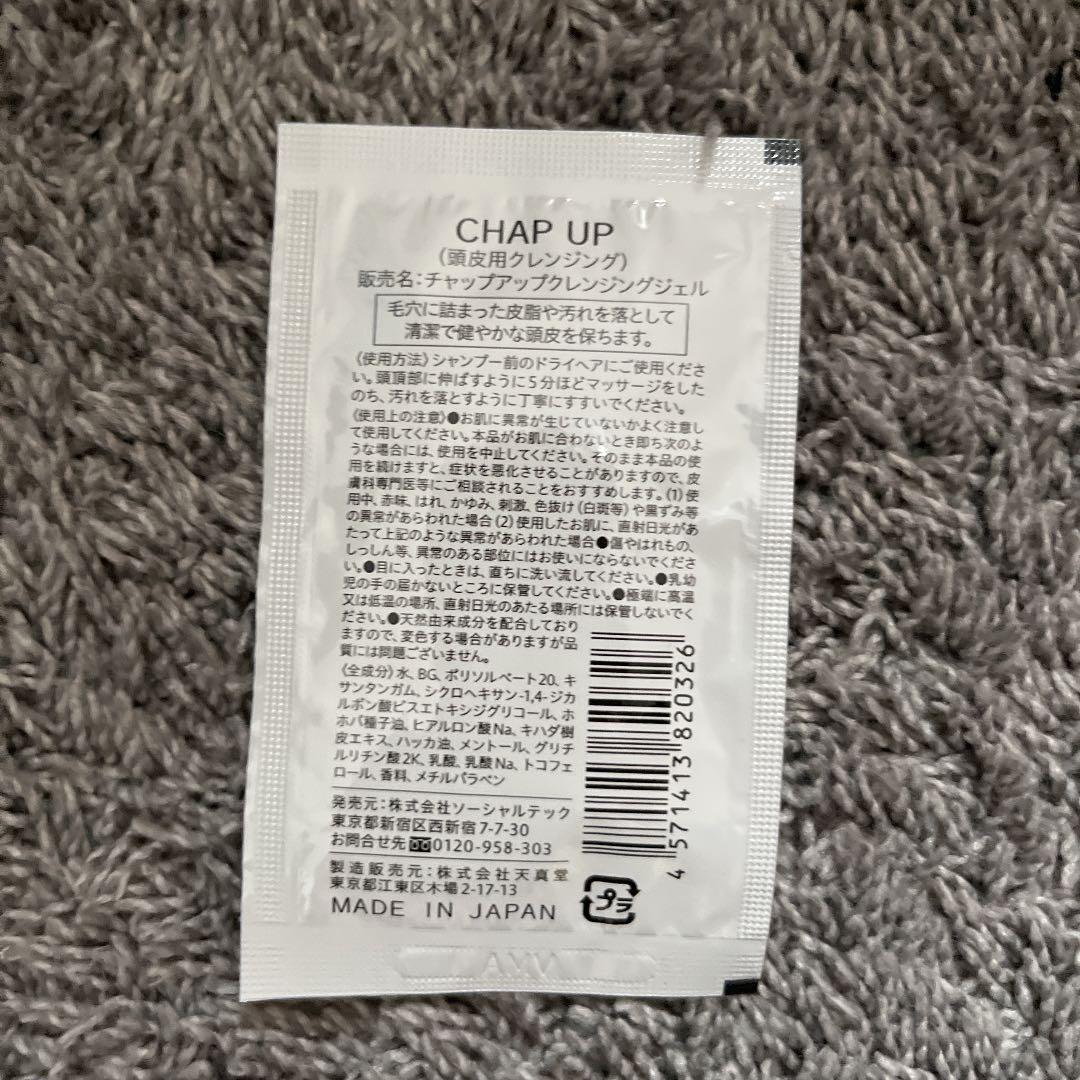 CHAP UP
(頭皮用クレンジング)
販売名:チャップアップクレンジングジェル
毛穴に詰まった皮脂や汚れを落として
清潔で健やかな頭皮を保ちます。
〈使用方法〉シャンプー前のドライヘアにご使用くださ
い。頭頂部に伸ばすように5分ほどマッサージをした
のち、汚れを落とすように丁寧にすすいでください。
〈使用上の注意〉●お肌に異常が生じていないかよく注意し
て使用してください。本品がお肌に合わないとき即ち次のよ
うな場合には、使用を中止してください。そのまま本品の使
用を続けますと、症状を悪化させることがありますので、皮
膚科専門医等にご相談されることをおすすめします。(1)使
用中、赤味、はれ、かゆみ、刺激、色抜け(白斑等)や黒ずみ等
の異常があらわれた場合(2)使用したお肌に、直射日光があ
たって上記のような異常があらわれた場合●傷やはれもの、
しっしん等、異常のある部位にはお使いにならないでくださ
い。●目に入ったときは、直ちに洗い流してください。●乳幼
児の手の届かないところに保管してください。●極端に高温
又は低温の場所、直射日光のあたる場所には保管しないでく
ださい。●天然由来成分を配合しており
ますので、変色する場合がありますが品
質には問題ございません。
〈全成分〉水、BG、ポリソルベート20、キ
サンタンガム、シクロヘキサン-1,4-ジカ
ルボン酸ビスエトキシジグリコール、ホ
ホバ種子油、ヒアルロン酸Na、キハダ樹
皮エキス、ハッカ油、メントール、グリチ
ルリチン酸2K、乳酸、乳酸Na、トコフェ
ロール、香料、メチルパラベン
発売元:株式会社ソーシャルテック
東京都新宿区西新宿7-7-30
お問合せ先 0120-958-303
製造販売元:株式会社天真堂
東京都江東区木場2-17-13
MADE IN JAPAN
4 571413 820326
プラ